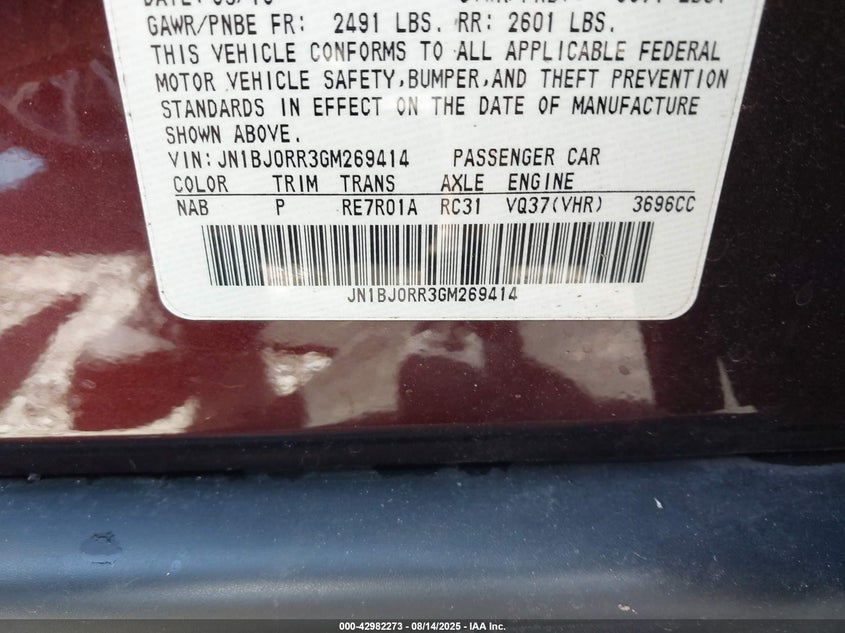 GAWR/PNBE FR: 2491 LBS. RR: 2601 LBS.
THIS VEHICLE CONFORMS TO ALL APPLICABLE FEDERAL
MOTOR VEHICLE SAFETY,BUMPER,AND THEFT PREVENTION
STANDARDS IN EFFECT ON THE DATE OF MANUFACTURE
SHOWN ABOVE.
VIN:JN1BJ0RR3GM269414 PASSENGER CAR
COLOR TRIM TRANS AXLE ENGINE
NAB P RE7R01A RC31 VQ37(VHR) 3696CC
JN1BJ0RR3GM269414
000-42982273 - 08/14/2025 - IAA Inc.